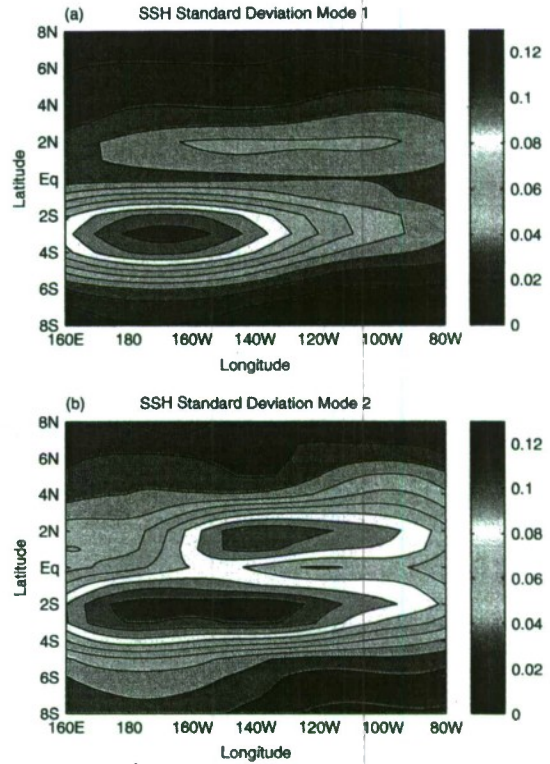 (a) SSH Standard Deviation Mode 1
8N
6N
4N
2N
Eq
2S
4S
6S
8S
Latitude
160E 180 160W 140W 120W 100W 80W
Longitude
0.12
0.1
0.08
0.06
0.04
0.02
0
(b) SSH Standard Deviation Mode 2
8N
6N
4N
2N
Eq
2S
4S
6S
8S
Latitude
160E 180 160W 140W 120W 100W 80W
Longitude
0.12
0.1
0.08
0.06
0.04
0.02
0